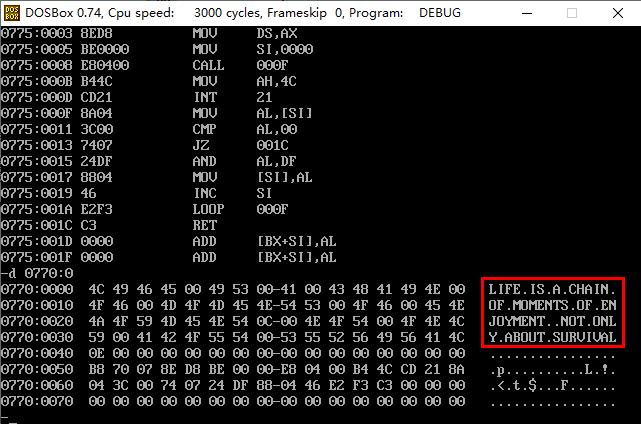 DOSBox 0.74, Cpu speed: 3000 cycles, Frameskip 0, Program: DEBUG
0775:0003 8ED8 MOV DS,AX
0775:0005 BE0000 MOV SI,0000
0775:0008 E80400 CALL 000F
0775:000B B44C MOV AH,4C
0775:000D CD21 INT 21
0775:000F 8A04 MOV AL,[SI]
0775:0011 3C00 CMP AL,00
0775:0013 7407 JZ 001C
0775:0015 24DF AND AL,DF
0775:0017 8804 MOV [SI],AL
0775:0019 46 INC SI
0775:001A E2F3 LOOP 000F
0775:001C C3 RET
0775:001D 0000 ADD [BX+SI],AL
0775:001F 0000 ADD [BX+SI],AL
-d 0770:0
0770:0000 4C 49 46 45 00 49 53 00-41 00 43 48 41 49 4E 00 LIFE.IS.A.CHAIN.
0770:0010 4F 46 00 4D 4F 4D 45 4E-54 53 00 4F 46 00 45 4E OF.MOMENTS.OF.EN
0770:0020 4A 4F 59 4D 45 4E 54 0C-00 4E 4F 54 00 4F 4E 4C JOYMENT..NOT.ONL
0770:0030 59 00 41 42 4F 55 54 00-53 55 52 56 49 56 41 4C Y.ABOUT.SURVIVAL
0770:0040 0E 00 00 00 00 00 00 00-00 00 00 00 00 00 00 00 ................
0770:0050 B8 70 07 8E D8 BE 00 00-E8 04 00 B4 4C CD 21 8A .p..........L.!.
0770:0060 04 3C 00 74 07 24 DF 88-04 46 E2 F3 C3 00 00 00 .<.t.$...F......
0770:0070 00 00 00 00 00 00 00 00-00 00 00 00 00 00 00 00 ................
-